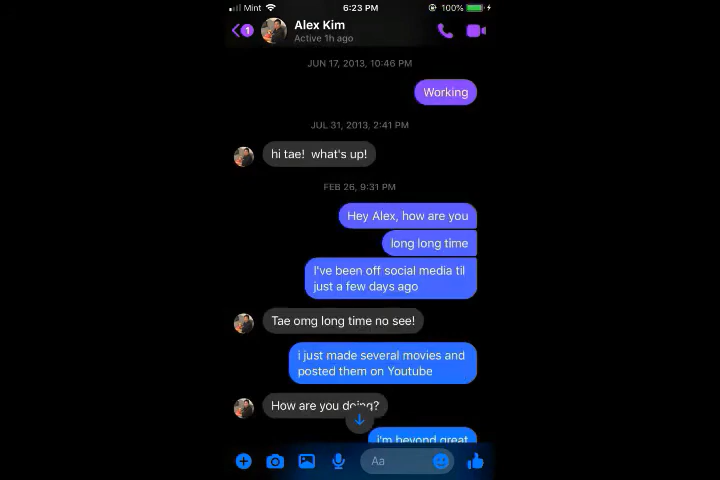 Mint 6:23 PM 100%
1 Alex Kim
Active 1h ago
JUN 17, 2013, 10:46 PM
Working
JUL 31, 2013, 2:41 PM
hi tae! what's up!
FEB 26, 9:31 PM
Hey Alex, how are you
long long time
I've been off social media til
just a few days ago
Tae omg long time no see!
i just made several movies and
posted them on Youtube
How are you doing?
i'm beyond great
Aa